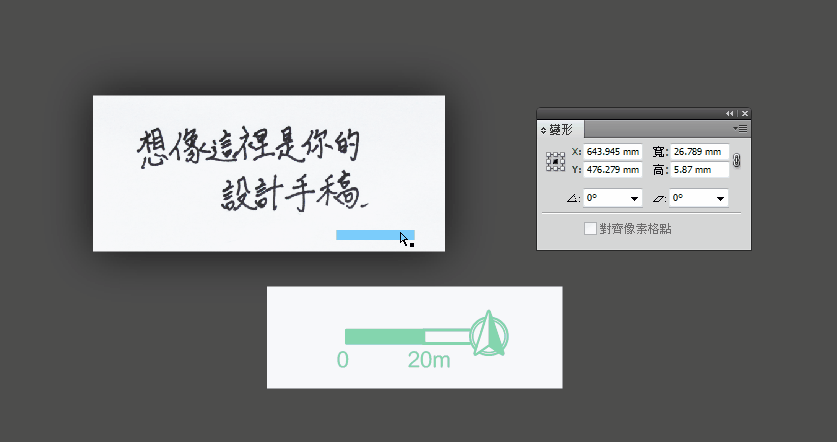 想像這裡是你的
設計手稿.
變形
X: 643.945 mm 寬: 26.789 mm
Y: 476.279 mm 高: 5.87 mm
0° 0°
對齊像素格點
0 20m